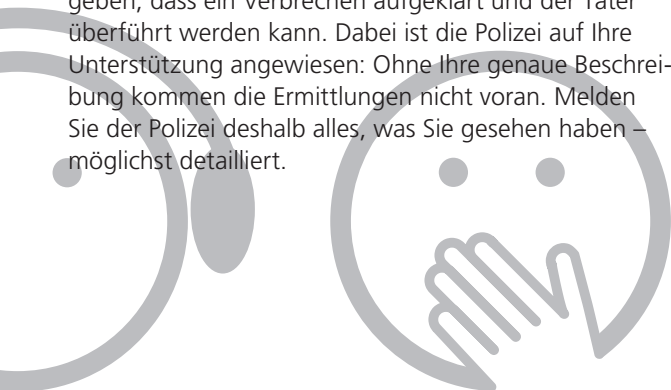 geben, dass ein Verbrechen aufgeklärt und der Täter
überführt werden kann. Dabei ist die Polizei auf Ihre
Unterstützung angewiesen: Ohne Ihre genaue Beschrei-
bung kommen die Ermittlungen nicht voran. Melden
Sie der Polizei deshalb alles, was Sie gesehen haben –
möglichst detailliert.